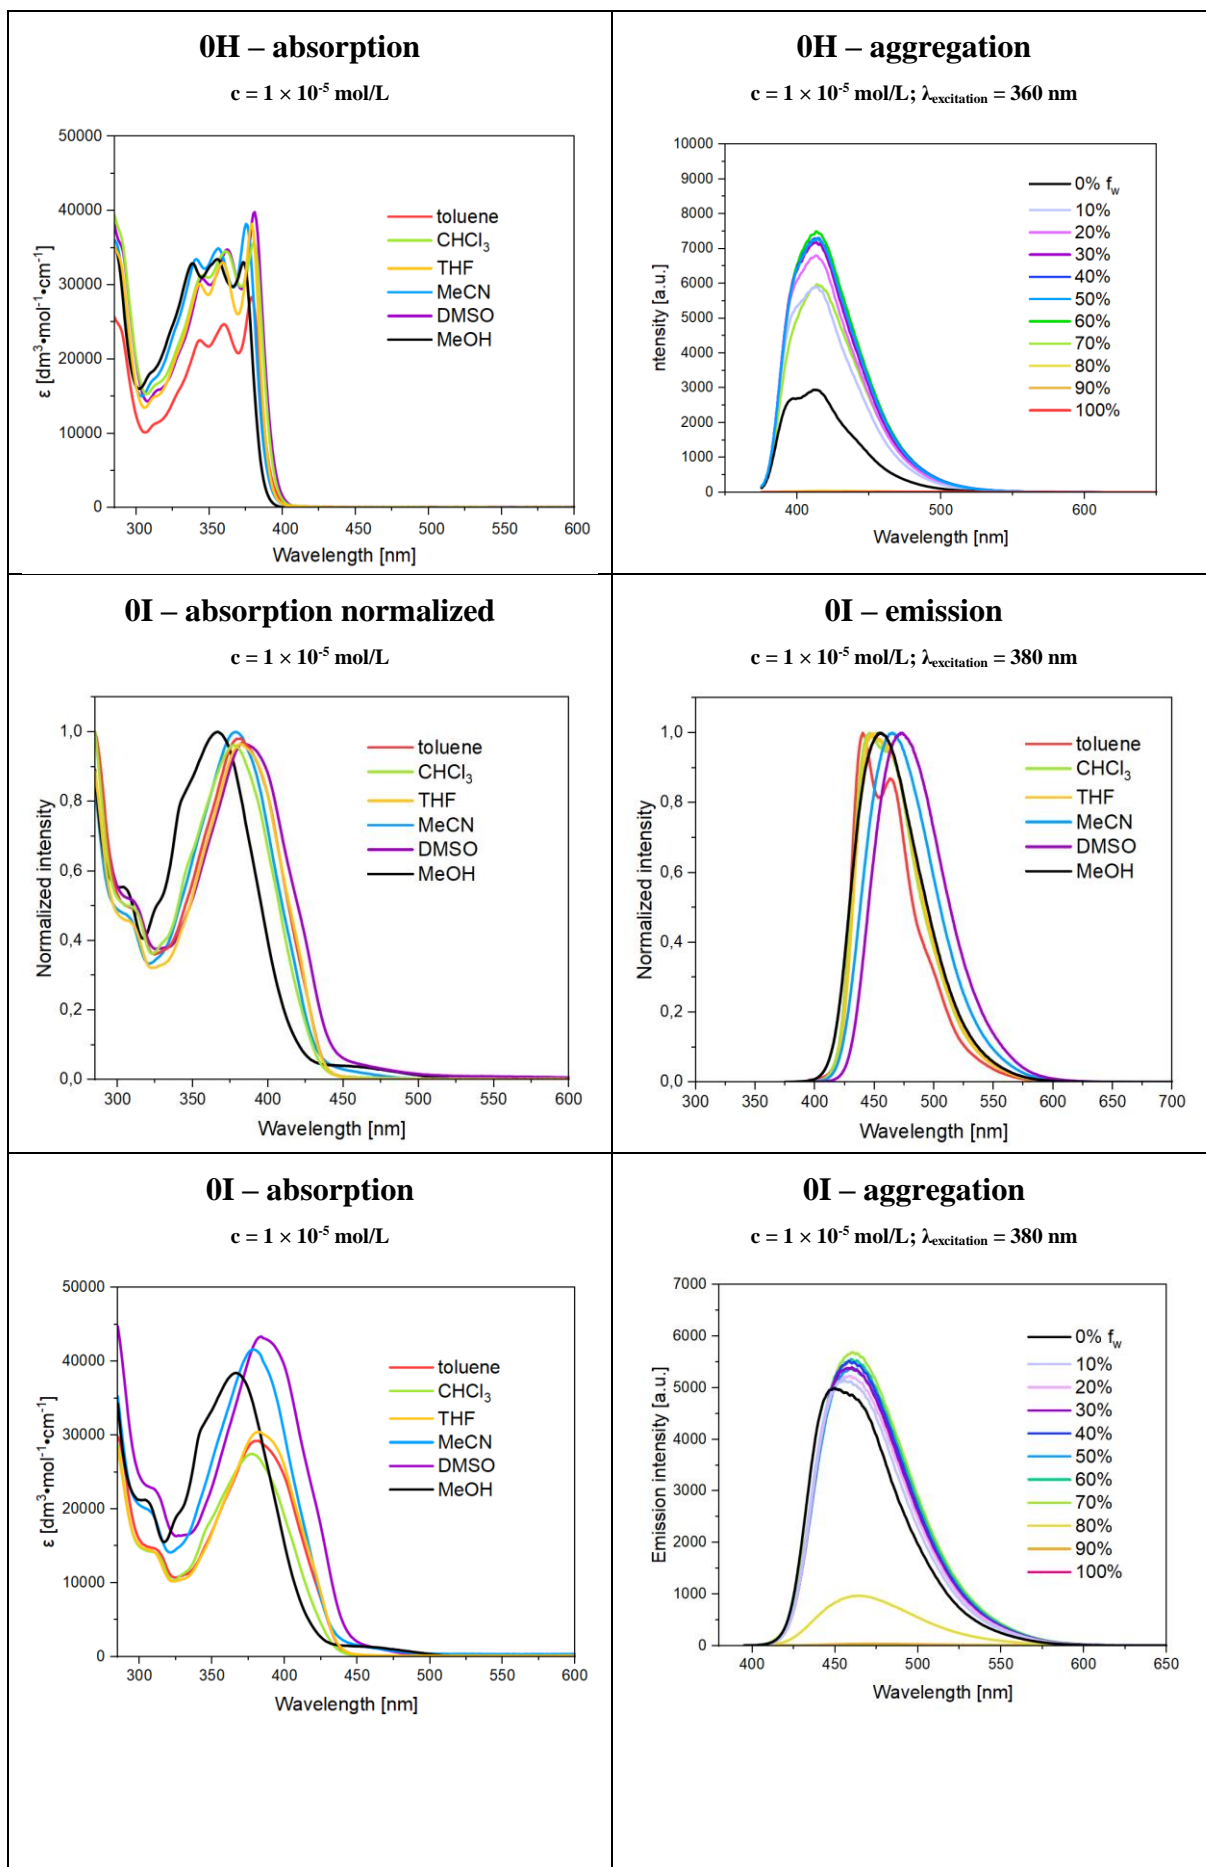 0H – absorption
c = 1 × 10⁻⁵ mol/L
50000
40000
30000
20000
10000
0
ε [dm³•mol⁻¹•cm⁻¹]
toluene
CHCl₃
THF
MeCN
DMSO
MeOH
300 350 400 450 500 550 600
Wavelength [nm]
0H – aggregation
c = 1 × 10⁻⁵ mol/L; λexcitation = 360 nm
10000
9000
8000
7000
6000
5000
4000
3000
2000
1000
0
ntensity [a.u.]
0% fw
10%
20%
30%
40%
50%
60%
70%
80%
90%
100%
400 500 600
Wavelength [nm]
0I – absorption normalized
c = 1 × 10⁻⁵ mol/L
1,0
0,8
0,6
0,4
0,2
0,0
Normalized intensity
toluene
CHCl₃
THF
MeCN
DMSO
MeOH
300 350 400 450 500 550 600
Wavelength [nm]
0I – emission
c = 1 × 10⁻⁵ mol/L; λexcitation = 380 nm
1,0
0,8
0,6
0,4
0,2
0,0
Normalized intensity
toluene
CHCl₃
THF
MeCN
DMSO
MeOH
300 350 400 450 500 550 600 650 700
Wavelength [nm]
0I – absorption
c = 1 × 10⁻⁵ mol/L
50000
40000
30000
20000
10000
0
ε [dm³•mol⁻¹•cm⁻¹]
toluene
CHCl₃
THF
MeCN
DMSO
MeOH
300 350 400 450 500 550 600
Wavelength [nm]
0I – aggregation
c = 1 × 10⁻⁵ mol/L; λexcitation = 380 nm
7000
6000
5000
4000
3000
2000
1000
0
Emission intensity [a.u.]
0% fw
10%
20%
30%
40%
50%
60%
70%
80%
90%
100%
400 450 500 550 600 650
Wavelength [nm]